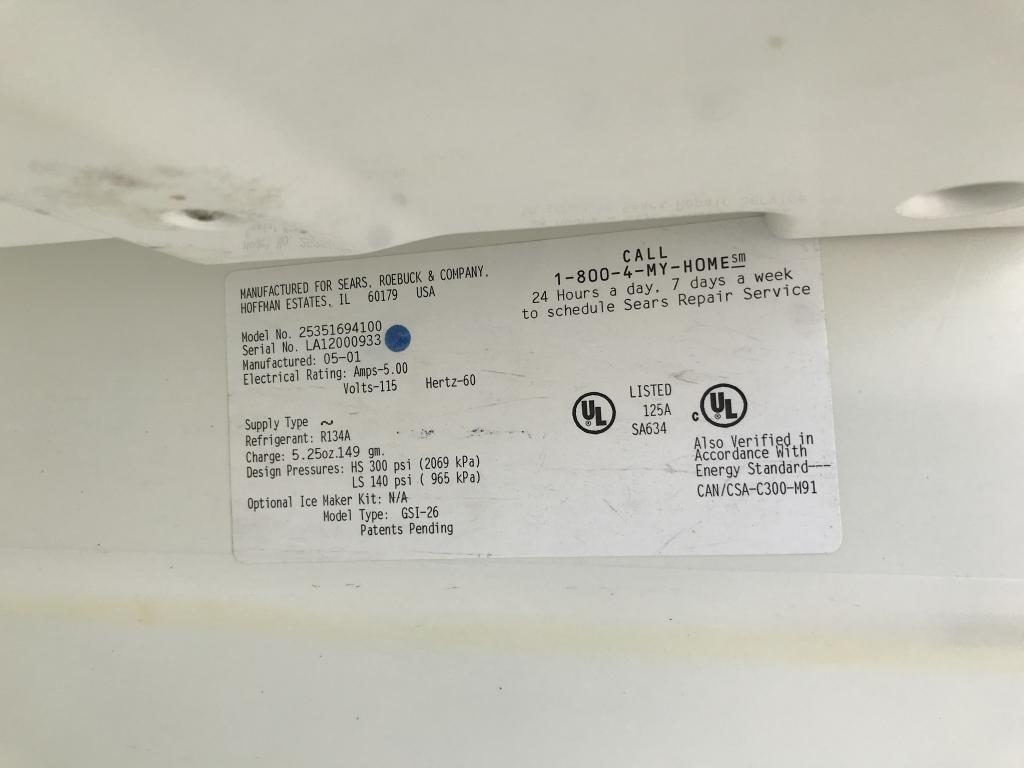 MANUFACTURED FOR SEARS, ROEBUCK & COMPANY.
HOFFMAN ESTATES, IL 60179 USA
Model No. 25351694100
Serial No. LA12000933
Manufactured: 05-01
Electrical Rating: Amps-5.00
Volts-115 Hertz-60
Supply Type ~
Refrigerant: R134A
Charge: 5.25oz.149 gm.
Design Pressures: HS 300 psi (2069 kPa)
LS 140 psi ( 965 kPa)
Optional Ice Maker Kit: N/A
Model Type: GSI-26
Patents Pending
CALL
1-800-4-MY-HOME℠
24 Hours a day, 7 days a week
to schedule Sears Repair Service
UL
LISTED
125A
SA634
c UL
Also Verified in
Accordance With
Energy Standard---
CAN/CSA-C300-M91